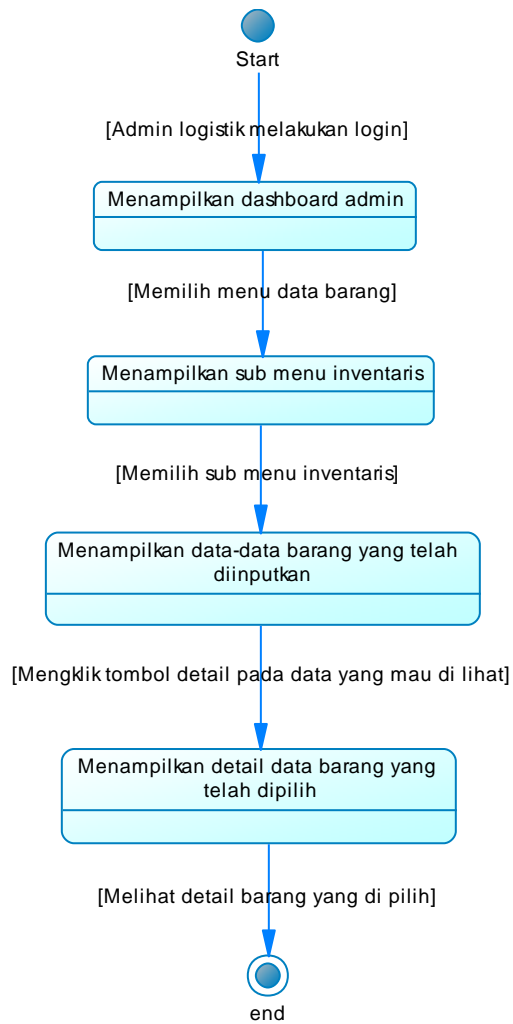 Start
[Admin logistik melakukan login]
Menampilkan dashboard admin
[Memilih menu data barang]
Menampilkan sub menu inventaris
[Memilih sub menu inventaris]
Menampilkan data-data barang yang telah
diinputkan
[Mengklik tombol detail pada data yang mau di lihat]
Menampilkan detail data barang yang
telah dipilih
[Melihat detail barang yang di pilih]
end